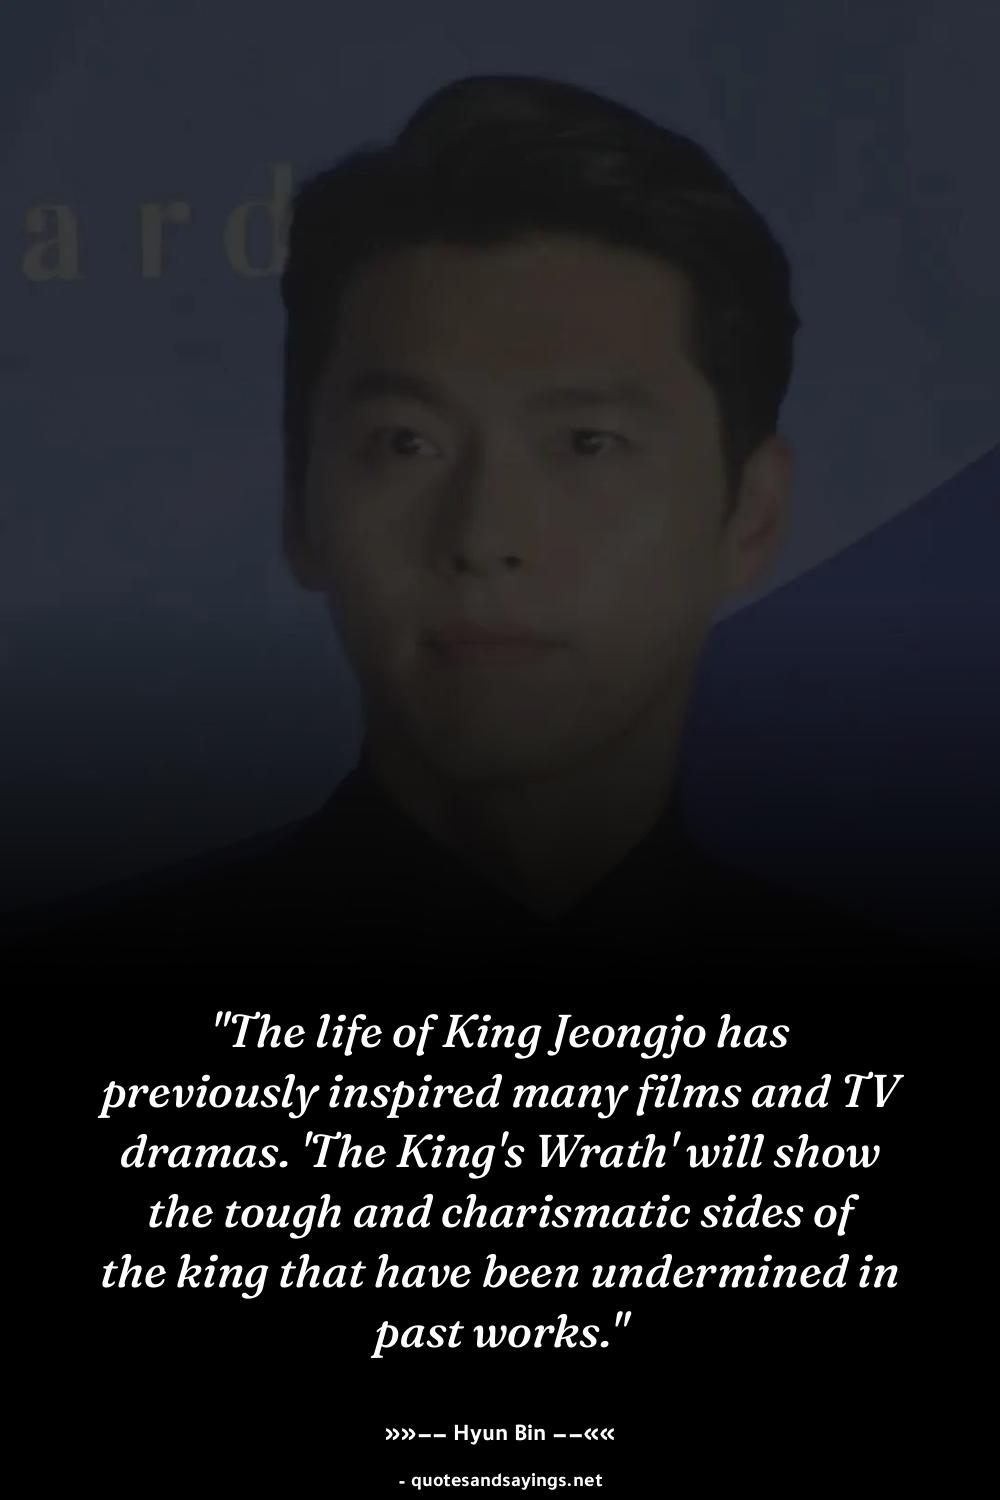 ard
"The life of King Jeongjo has
previously inspired many films and TV
dramas. 'The King's Wrath' will show
the tough and charismatic sides of
the king that have been undermined in
past works."
»»−− Hyun Bin −−««
- quotesandsayings.net